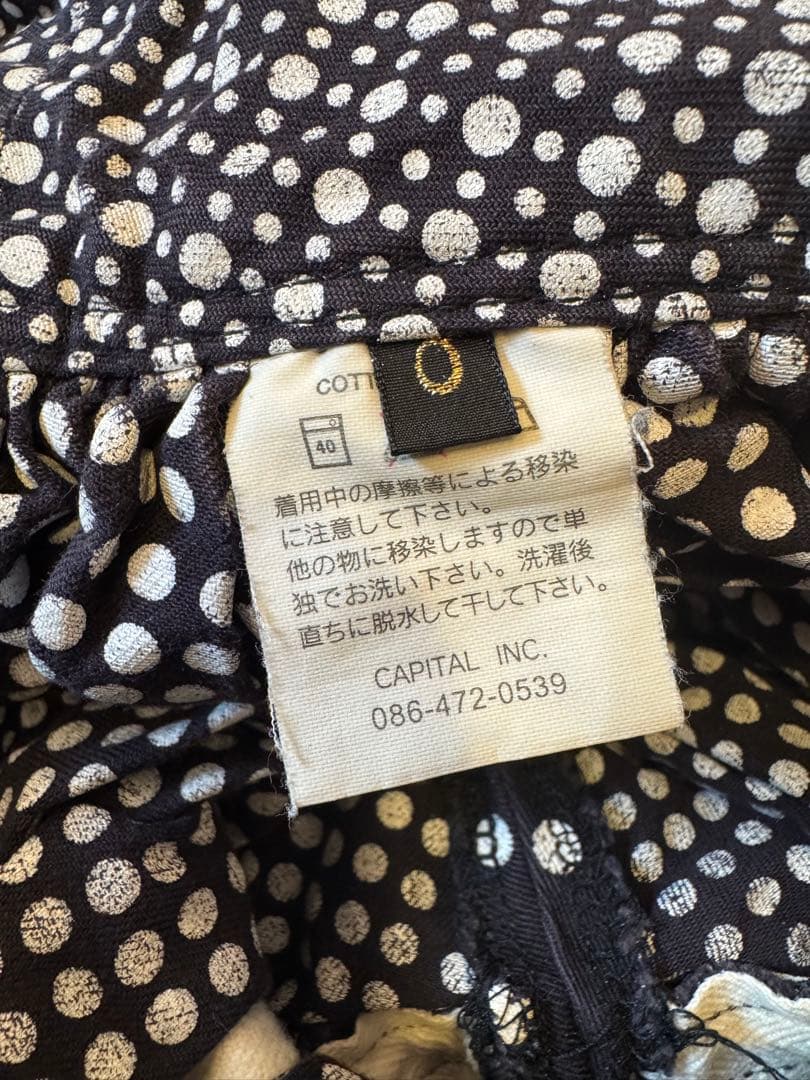 0
40
着用中の摩擦等による移染
に注意して下さい。
他の物に移染しますので単
独でお洗い下さい。洗濯後
直ちに脱水して干して下さい。
CAPITAL INC.
086-472-0539